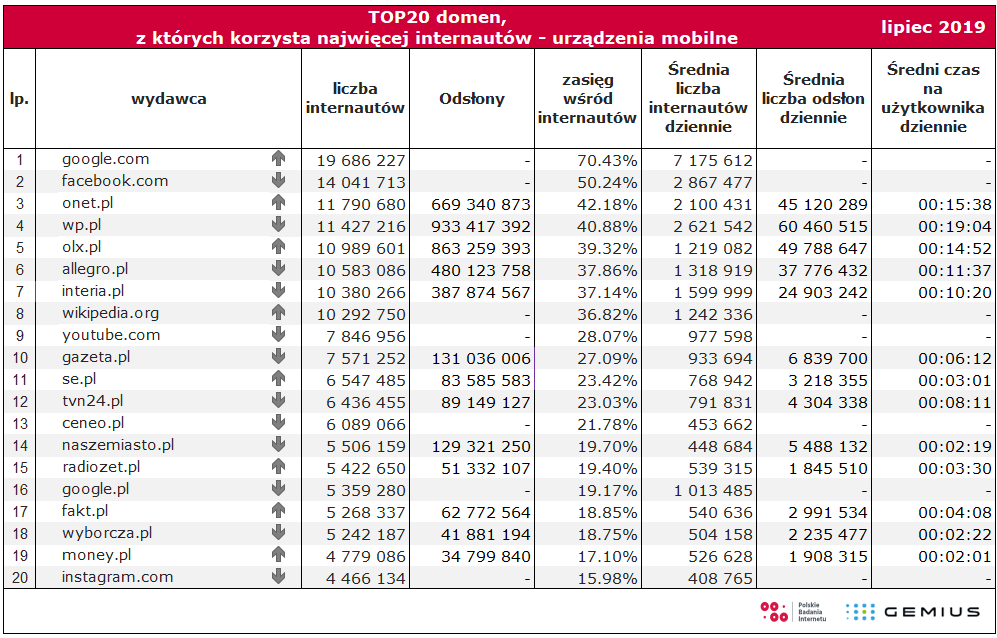 TOP20 domen,
z których korzysta najwięcej internautów - urządzenia mobilne
lipiec 2019
lp. wydawca liczba internautów Odsłony zasięg wśród internautów Średnia liczba internautów dziennie Średnia liczba odsłon dziennie Średni czas na użytkownika dziennie
1 google.com 19 686 227 - 70.43% 7 175 612 - -
2 facebook.com 14 041 713 - 50.24% 2 867 477 - -
3 onet.pl 11 790 680 669 340 873 42.18% 2 100 431 45 120 289 00:15:38
4 wp.pl 11 427 216 933 417 392 40.88% 2 621 542 60 460 515 00:19:04
5 olx.pl 10 989 601 863 259 393 39.32% 1 219 082 49 788 647 00:14:52
6 allegro.pl 10 583 086 480 123 758 37.86% 1 318 919 37 776 432 00:11:37
7 interia.pl 10 380 266 387 874 567 37.14% 1 599 999 24 903 242 00:10:20
8 wikipedia.org 10 292 750 - 36.82% 1 242 336 - -
9 youtube.com 7 846 956 - 28.07% 977 598 - -
10 gazeta.pl 7 571 252 131 036 006 27.09% 933 694 6 839 700 00:06:12
11 se.pl 6 547 485 83 585 583 23.42% 768 942 3 218 355 00:03:01
12 tvn24.pl 6 436 455 89 149 127 23.03% 791 831 4 304 338 00:08:11
13 ceneo.pl 6 089 066 - 21.78% 453 662 - -
14 naszemiasto.pl 5 506 159 129 321 250 19.70% 448 684 5 488 132 00:02:19
15 radiozet.pl 5 422 650 51 332 107 19.40% 539 315 1 845 510 00:03:30
16 google.pl 5 359 280 - 19.17% 1 013 485 - -
17 fakt.pl 5 268 337 62 772 564 18.85% 540 636 2 991 534 00:04:08
18 wyborcza.pl 5 242 187 41 881 194 18.75% 504 158 2 235 477 00:02:22
19 money.pl 4 779 086 34 799 840 17.10% 526 628 1 908 315 00:02:01
20 instagram.com 4 466 134 - 15.98% 408 765 - -
Polskie
Badania
Internetu
GEMIUS